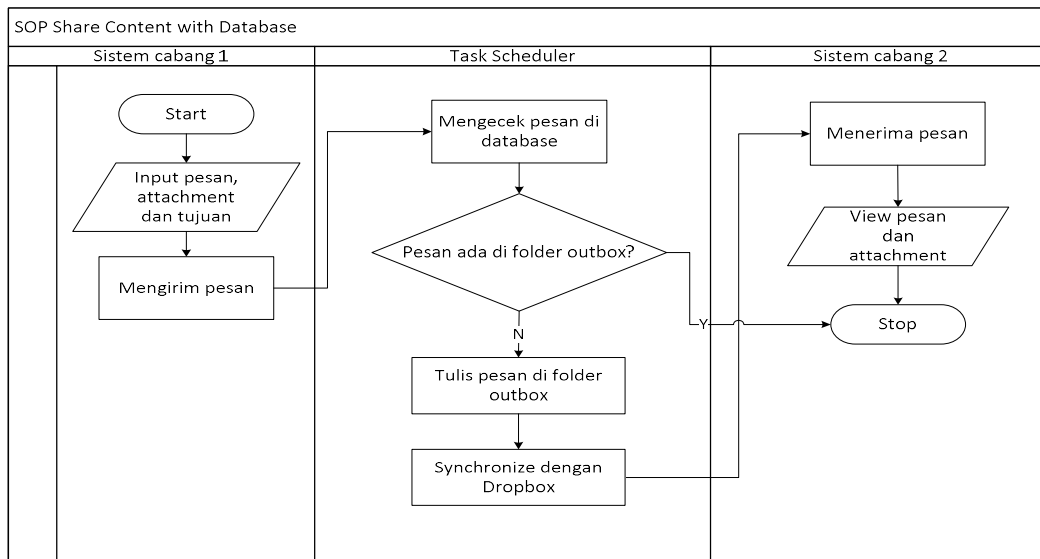 SOP Share Content with Database
Sistem cabang 1
Task Scheduler
Sistem cabang 2
Start
Input pesan,
attachment
dan tujuan
Mengirim pesan
Mengecek pesan di
database
Pesan ada di folder outbox?
Y
N
Tulis pesan di folder
outbox
Synchronize dengan
Dropbox
Menerima pesan
View pesan
dan
attachment
Stop